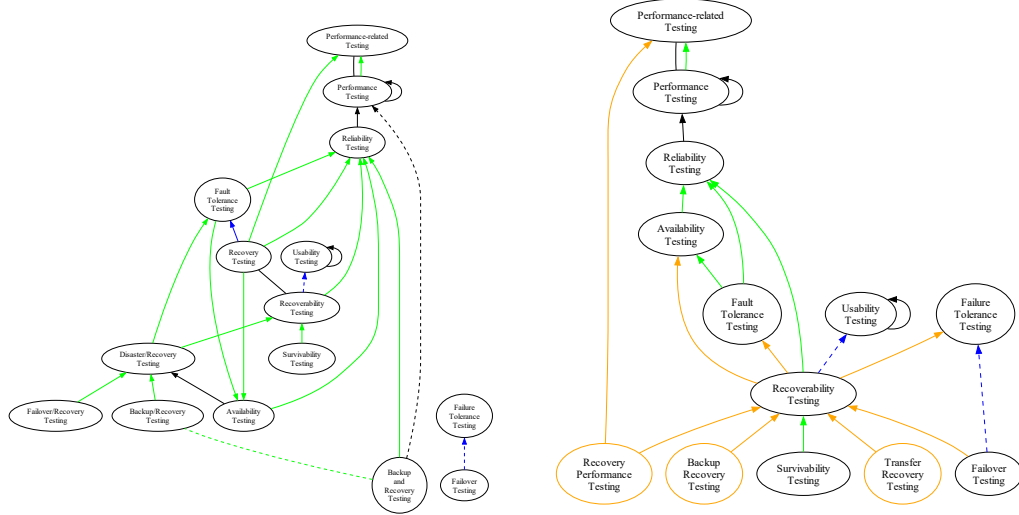 Performance-related
Testing
Performance
Testing
Reliability
Testing
Fault
Tolerance
Testing
Recovery
Testing
Usability
Testing
Recoverability
Testing
Disaster/Recovery
Testing
Survivability
Testing
Failover/Recovery
Testing
Backup/Recovery
Testing
Availability
Testing
Failure
Tolerance
Testing
Backup
and
Recovery
Testing
Failover
Testing
Performance-related
Testing
Performance
Testing
Reliability
Testing
Availability
Testing
Fault
Tolerance
Testing
Usability
Testing
Failure
Tolerance
Testing
Recoverability
Testing
Recovery
Performance
Testing
Backup
Recovery
Testing
Survivability
Testing
Transfer
Recovery
Testing
Failover
Testing